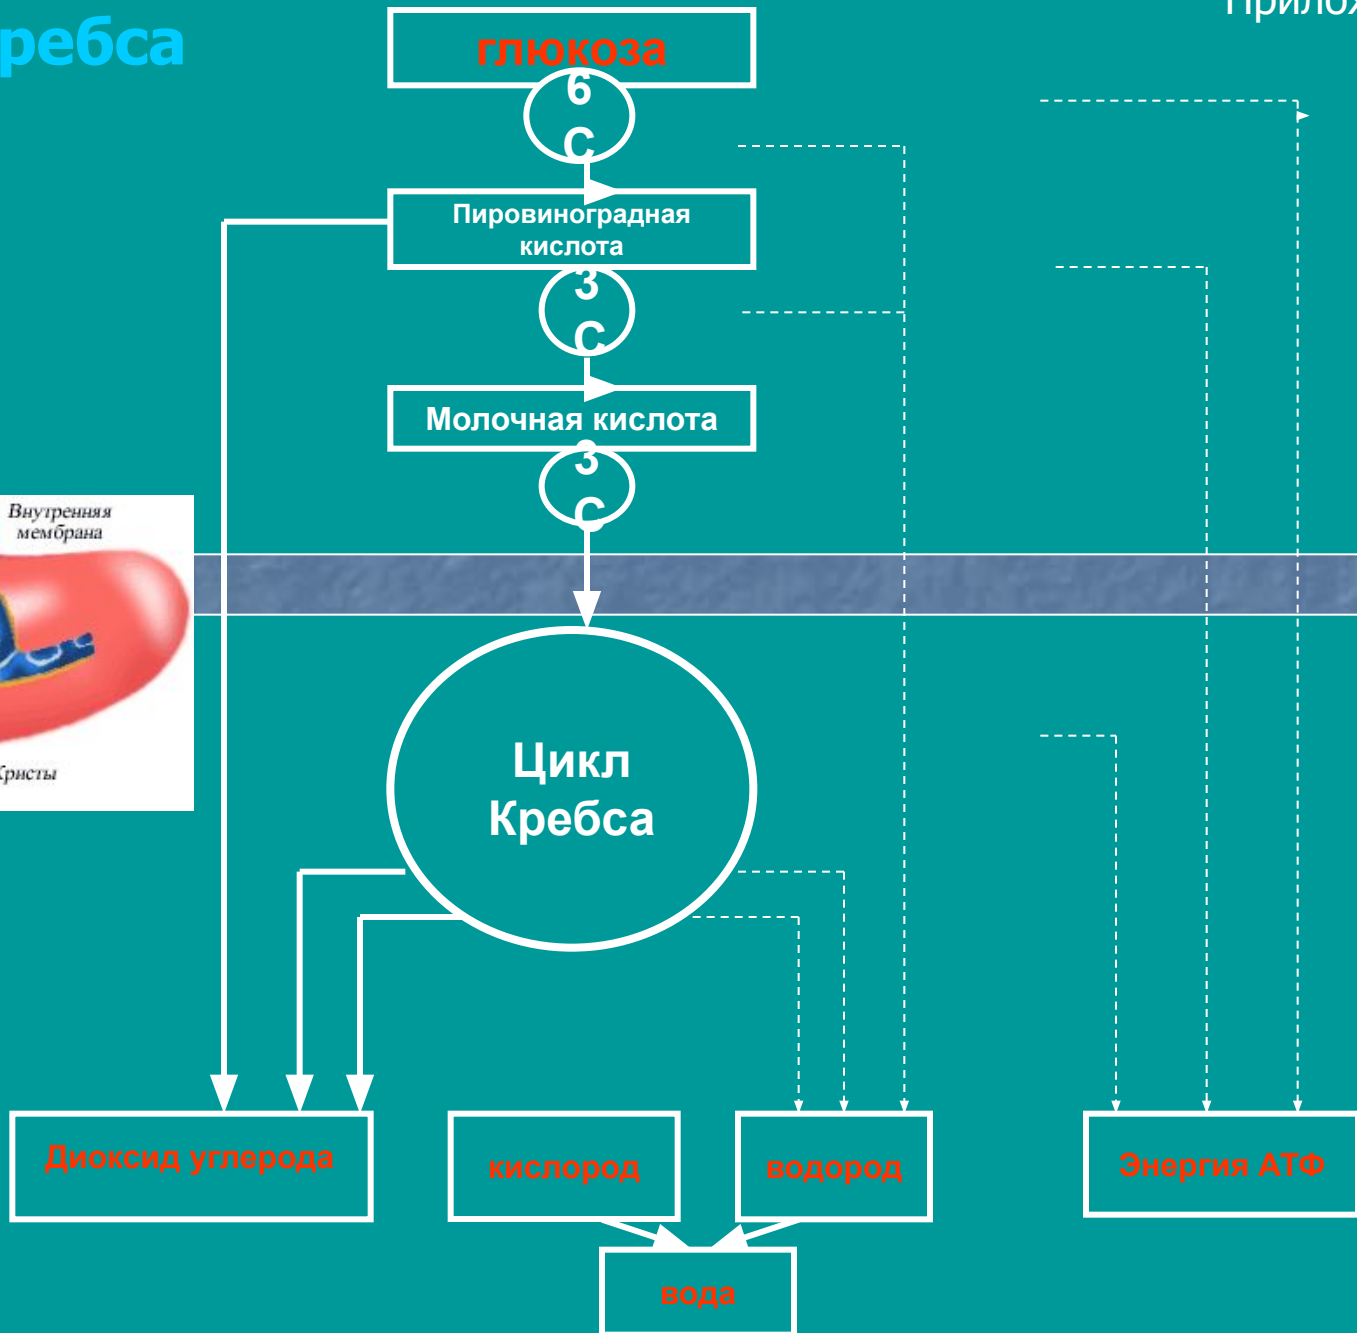 ребса
Прилож
глюкоза
6
С
Пировиноградная
кислота
3
С
Молочная кислота
3
С
Внутренняя
мембрана
Кристы
Цикл
Кребса
Диоксид углерода
кислород
водород
Энергия АТФ
вода